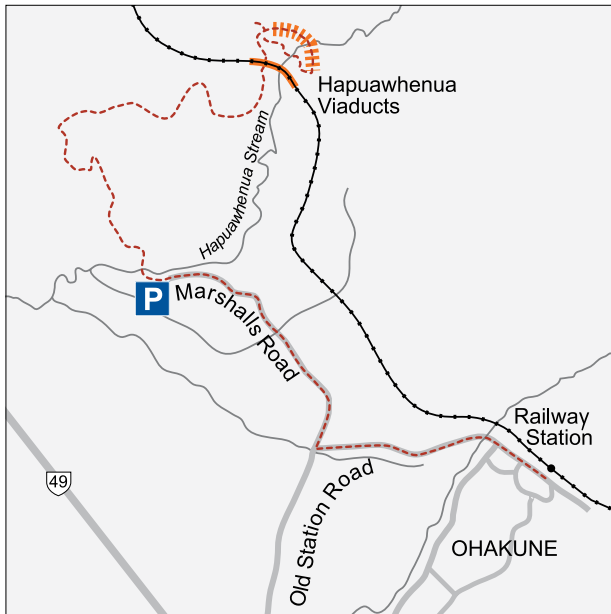 Hapuawhenua
Viaducts
Hapuawhenua Stream
P
Marshalls Road
Railway
Station
49
Old Station Road
OHAKUNE